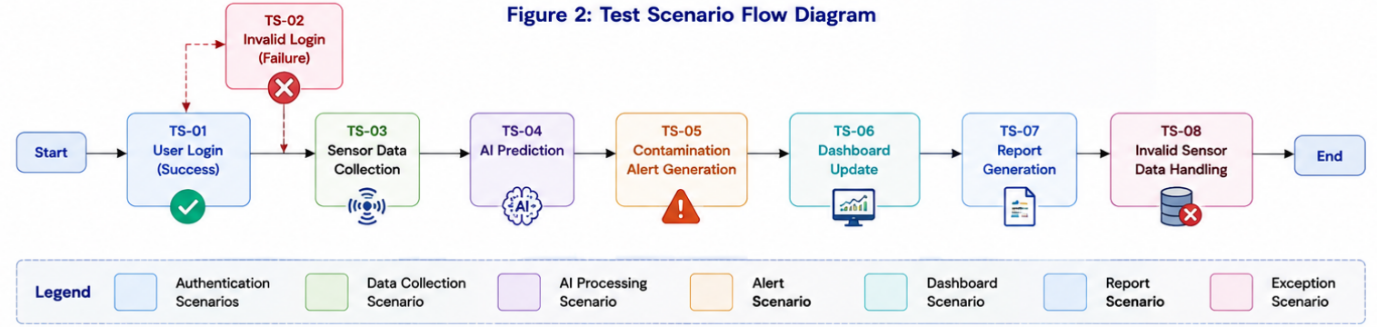 Figure 2: Test Scenario Flow Diagram
TS-02
Invalid Login
(Failure)
Start
TS-01
User Login
(Success)
TS-03
Sensor Data
Collection
TS-04
AI Prediction
AI
TS-05
Contamination
Alert Generation
TS-06
Dashboard
Update
TS-07
Report
Generation
TS-08
Invalid Sensor
Data Handling
End
Legend
Authentication
Scenarios
Data Collection
Scenario
AI Processing
Scenario
Alert
Scenario
Dashboard
Scenario
Report
Scenario
Exception
Scenario